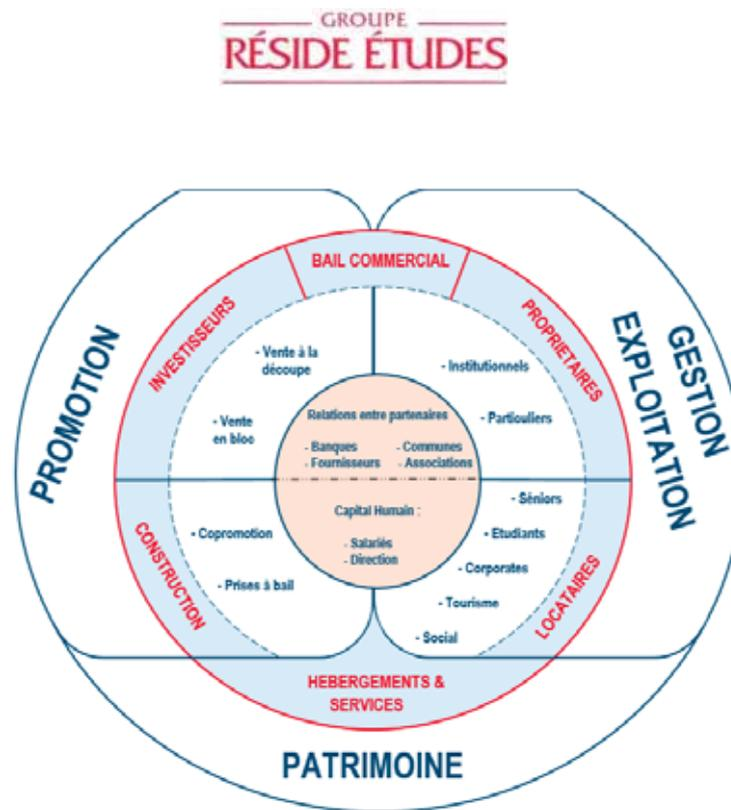 GROUPE
RÉSIDE ÉTUDES
BAIL COMMERCIAL
INVESTISSEURS
PROPRIETAIRES
PROMOTION
GESTION
EXPLOITATION
- Vente à la
découpe
- Vente
en bloc
- Institutionnels
- Particuliers
Relations entre partenaires
- Banques - Communes
- Fournisseurs - Associations
Capital Humain :
- Salariés
- Direction
- Copromotion
- Prises à bail
- Séniors
- Etudiants
- Corporates
- Tourisme
- Social
CONSTRUCTION
LOCATAIRES
HEBERGEMENTS &
SERVICES
PATRIMOINE